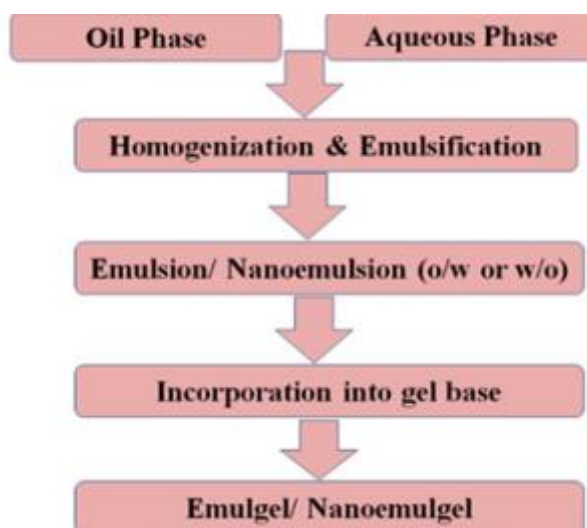 Oil Phase
Aqueous Phase
Homogenization & Emulsification
Emulsion/ Nanoemulsion (o/w or w/o)
Incorporation into gel base
Emulgel/ Nanoemulgel